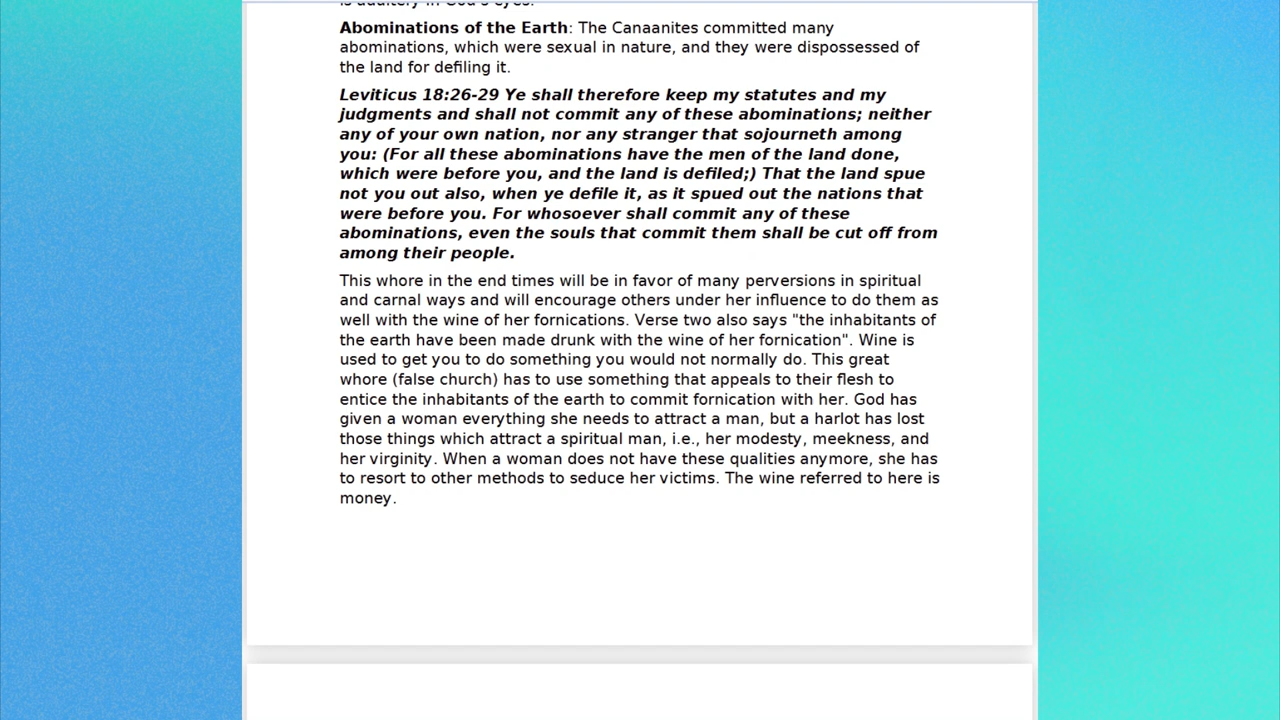 is adultery in God's eyes.
Abominations of the Earth: The Canaanites committed many
abominations, which were sexual in nature, and they were dispossessed of
the land for defiling it.
Leviticus 18:26-29 Ye shall therefore keep my statutes and my
judgments and shall not commit any of these abominations; neither
any of your own nation, nor any stranger that sojourneth among
you: (For all these abominations have the men of the land done,
which were before you, and the land is defiled;) That the land spue
not you out also, when ye defile it, as it spued out the nations that
were before you. For whosoever shall commit any of these
abominations, even the souls that commit them shall be cut off from
among their people.
This whore in the end times will be in favor of many perversions in spiritual
and carnal ways and will encourage others under her influence to do them as
well with the wine of her fornications. Verse two also says "the inhabitants of
the earth have been made drunk with the wine of her fornication". Wine is
used to get you to do something you would not normally do. This great
whore (false church) has to use something that appeals to their flesh to
entice the inhabitants of the earth to commit fornication with her. God has
given a woman everything she needs to attract a man, but a harlot has lost
those things which attract a spiritual man, i.e., her modesty, meekness, and
her virginity. When a woman does not have these qualities anymore, she has
to resort to other methods to seduce her victims. The wine referred to here is
money.